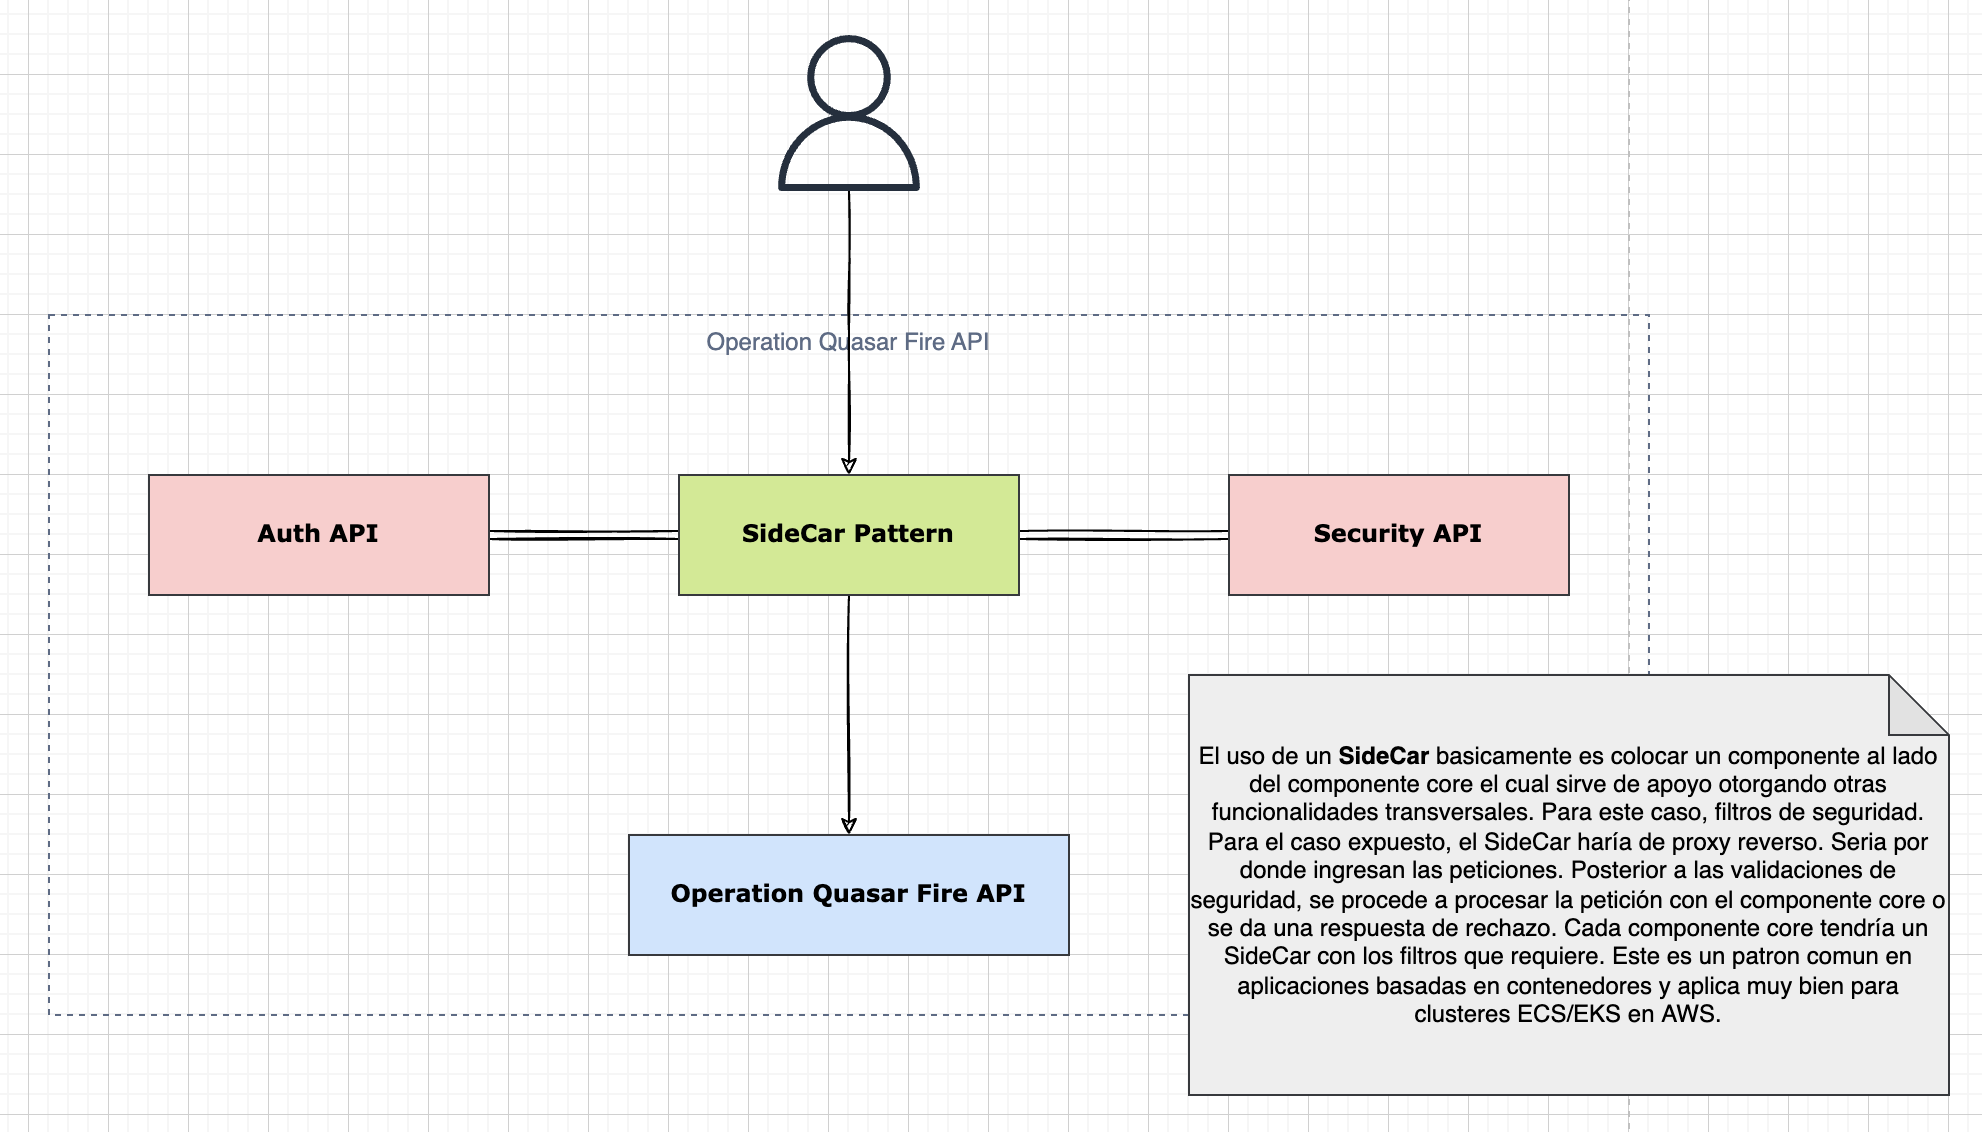 Operation Quasar Fire API
Auth API
SideCar Pattern
Security API
Operation Quasar Fire API
El uso de un SideCar basicamente es colocar un componente al lado
del componente core el cual sirve de apoyo otorgando otras
funcionalidades transversales. Para este caso, filtros de seguridad.
Para el caso expuesto, el SideCar haría de proxy reverso. Seria por
donde ingresan las peticiones. Posterior a las validaciones de
seguridad, se procede a procesar la petición con el componente core o
se da una respuesta de rechazo. Cada componente core tendría un
SideCar con los filtros que requiere. Este es un patron comun en
aplicaciones basadas en contenedores y aplica muy bien para
clusteres ECS/EKS en AWS.